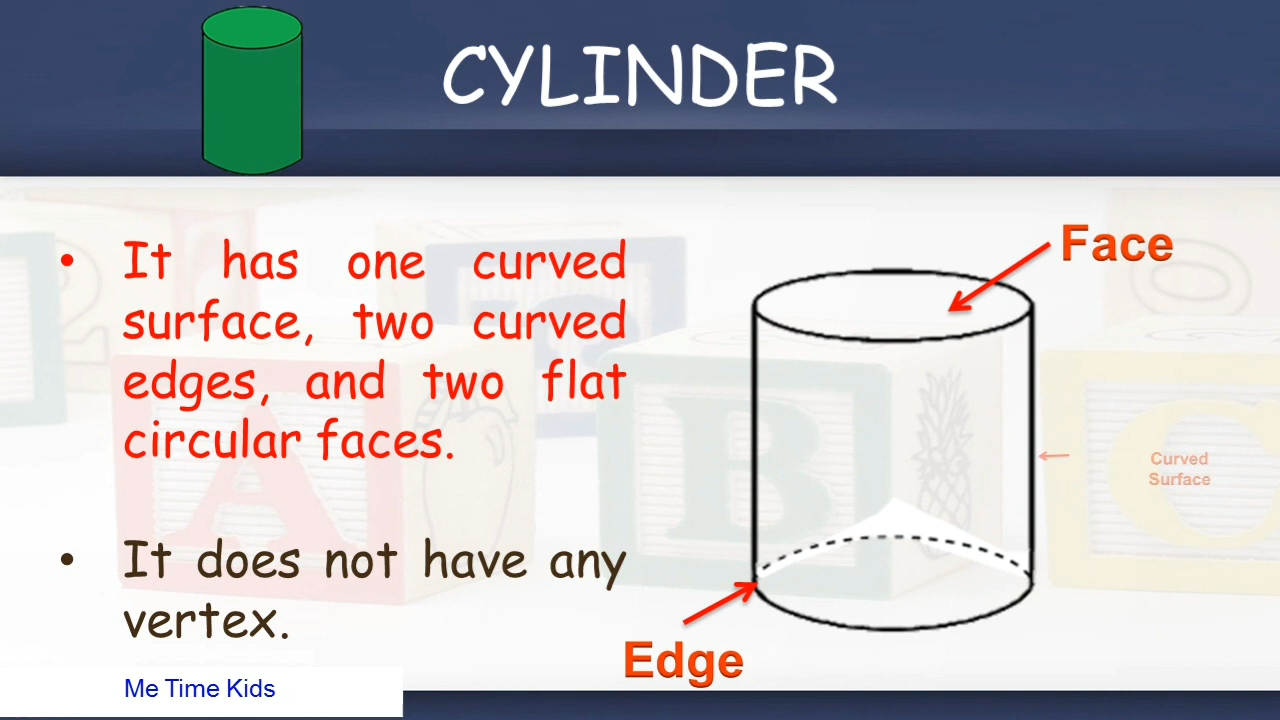 CYLINDER
• It has one curved
surface, two curved
edges, and two flat
circular faces.
• It does not have any
vertex.
Face
Curved
Surface
Edge
Me Time Kids
A
B
C
2